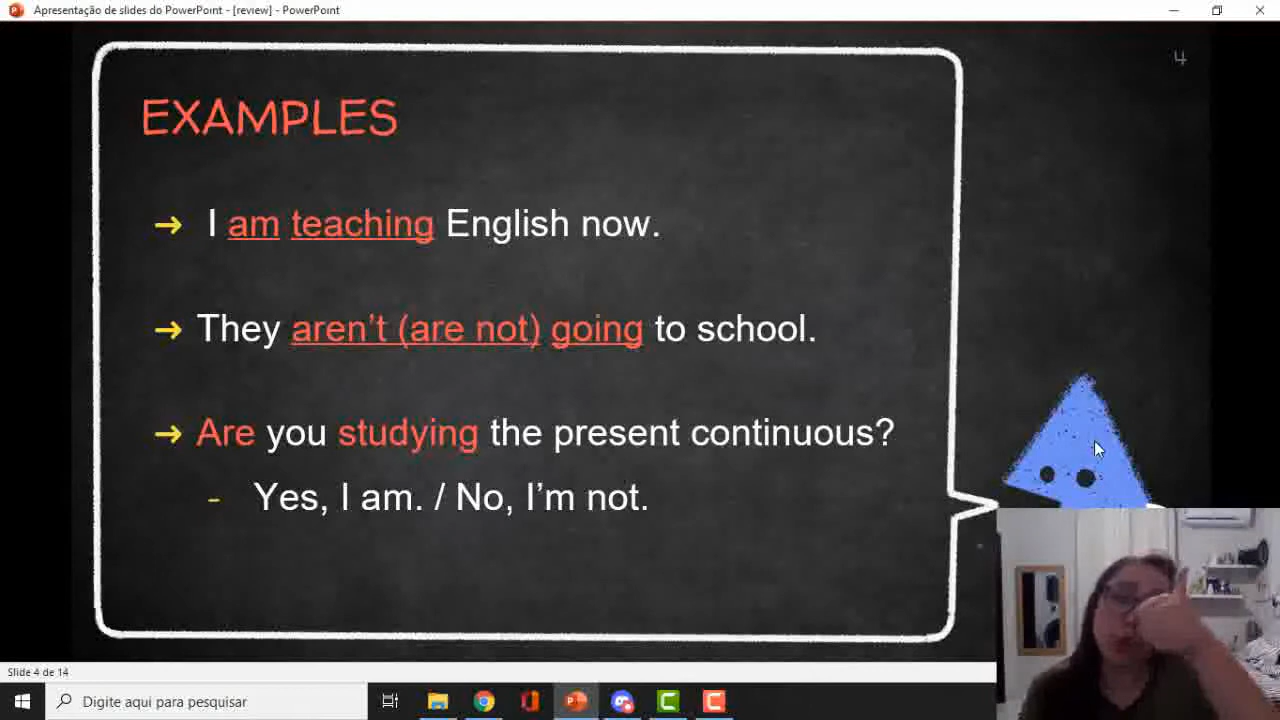 Apresentação de slides do PowerPoint - [review] - PowerPoint
4
EXAMPLES
→ I am teaching English now.
→ They aren't (are not) going to school.
→ Are you studying the present continuous?
- Yes, I am. / No, I'm not.
Slide 4 de 14
Digite aqui para pesquisar